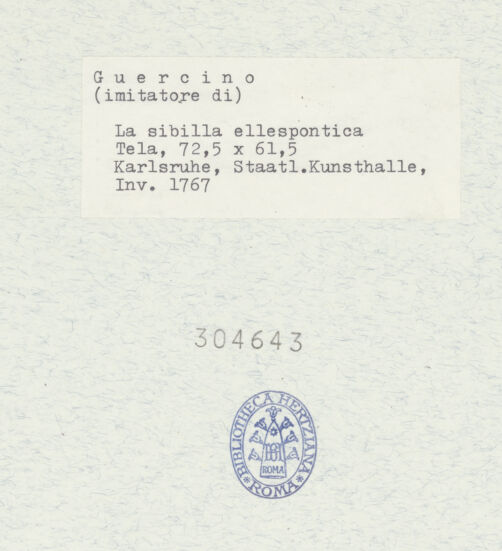 G u e r c i n o
(imitatore di)
La sibilla ellespontica
Tela, 72,5 x 61,5
Karlsruhe, Staatl.Kunsthalle,
Inv. 1767
304643
BIBLIOTHECA HERTZIANA
ROMA
* ROMA *